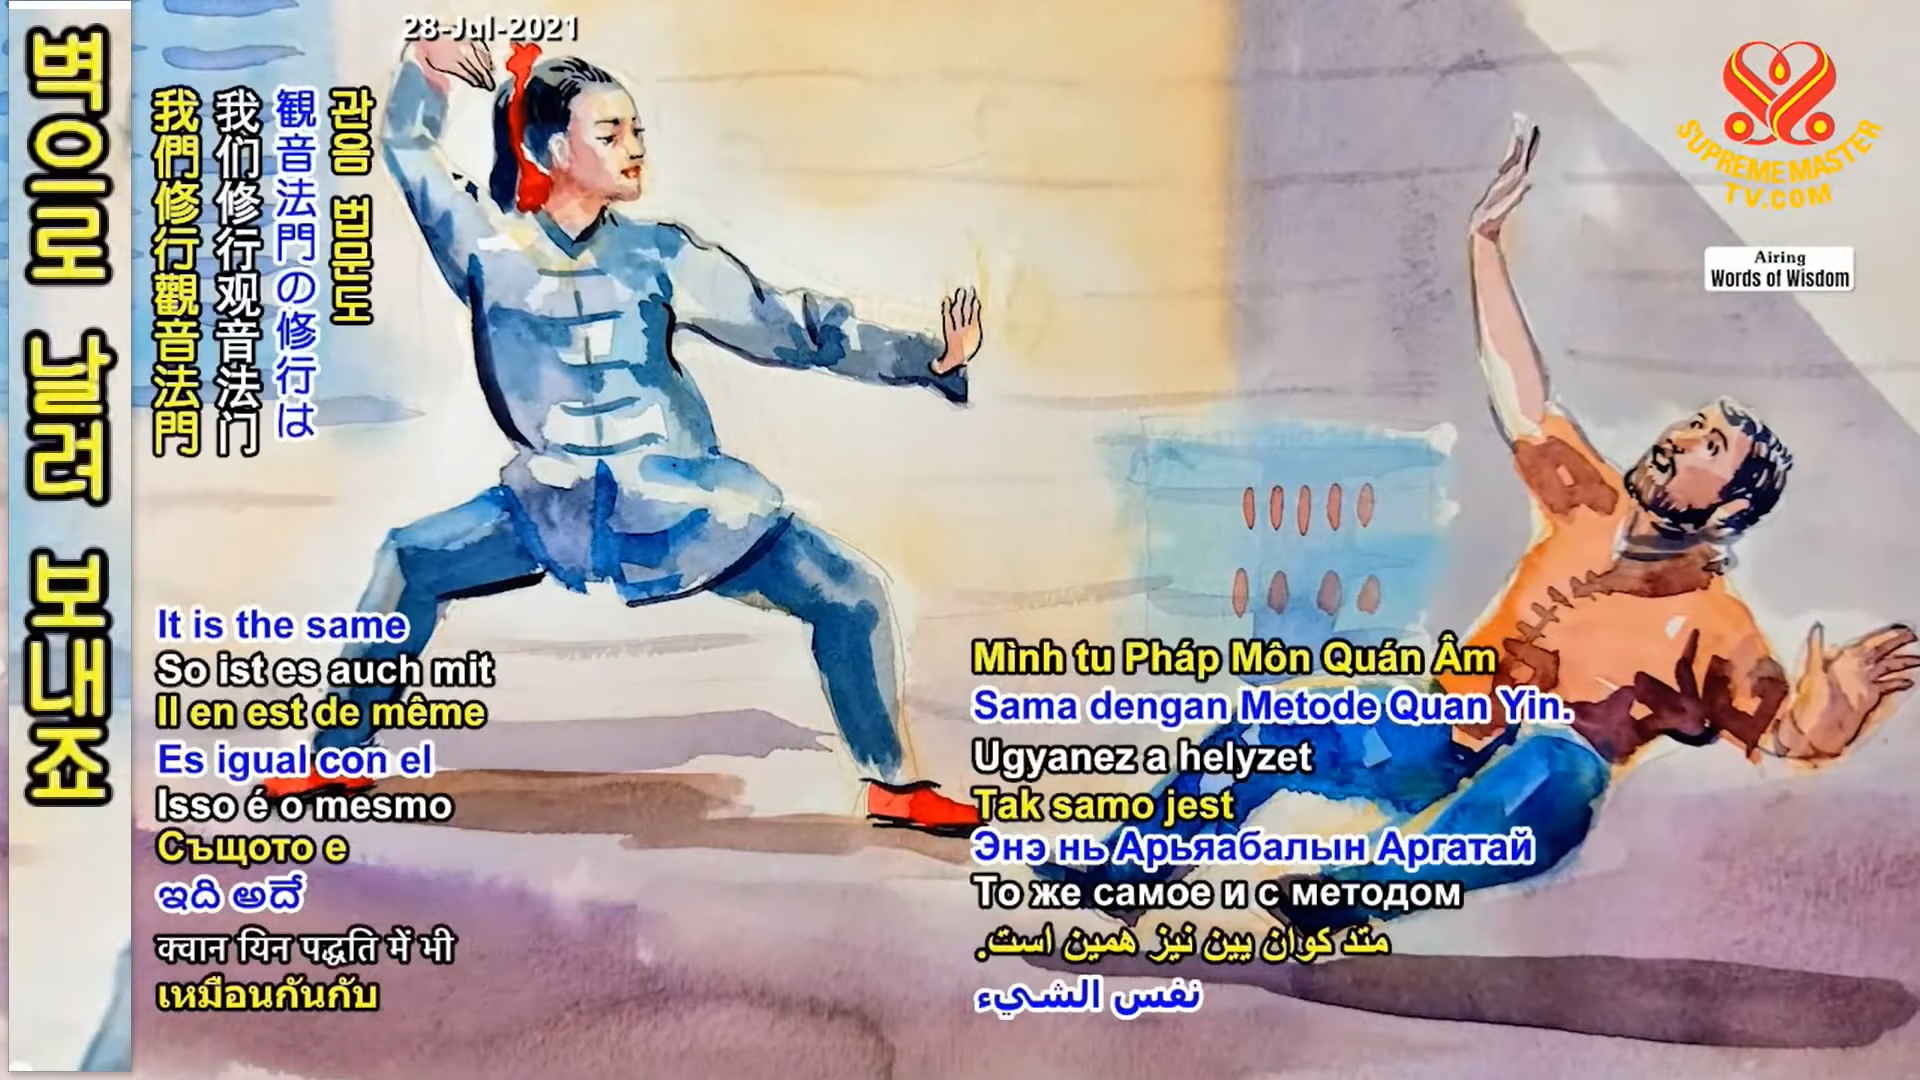 28-Jul-2021
벽으로 날려 보내죠
我們修行觀音法門
我们修行观音法门
観音法門の修行は
관음 법문도
SUPREME MASTER
TV.COM
Airing
Words of Wisdom
It is the same
So ist es auch mit
Il en est de même
Es igual con el
Isso é o mesmo
Същото е
ఇది అదే
क्वान यिन पद्धति में भी
เหมือนกันกับ
Mình tu Pháp Môn Quán Âm
Sama dengan Metode Quan Yin.
Ugyanez a helyzet
Tak samo jest
Энэ нь Арьяабалын Аргатай
То же самое и с методом
متد کوان یین نیز همین است.
نفس الشيء